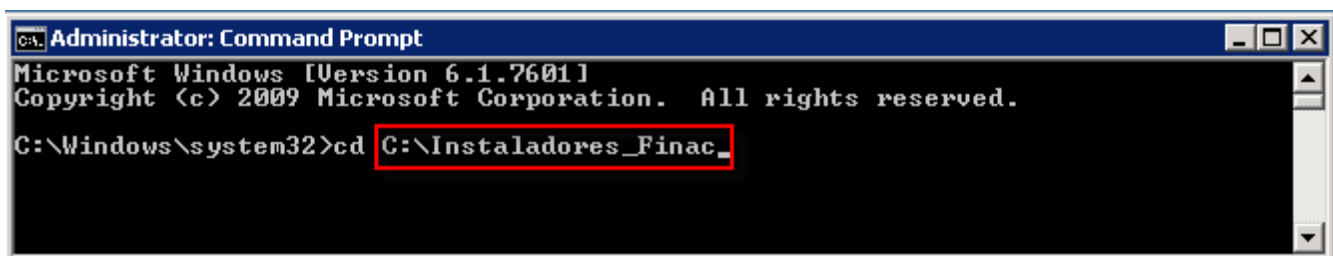 Administrator: Command Prompt
Microsoft Windows [Version 6.1.7601]
Copyright (c) 2009 Microsoft Corporation.  All rights reserved.
C:\Windows\system32>cd C:\Instaladores_Finac_